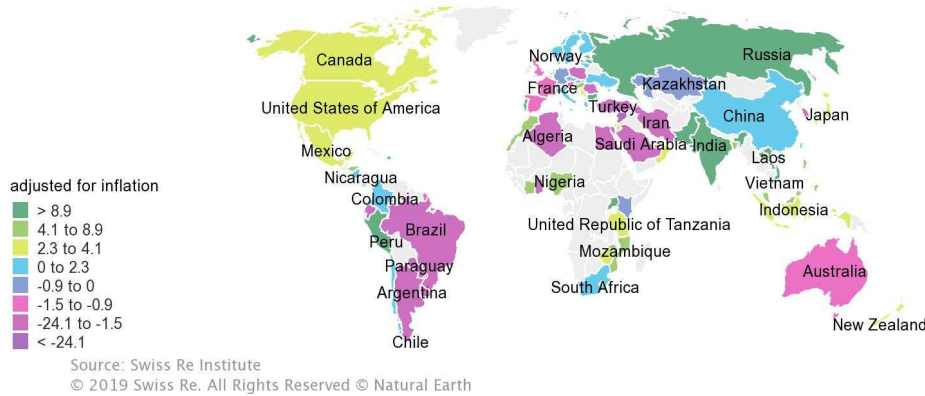 Canada
Norway
Russia
France
Kazakhstan
United States of America
Turkey
China
Japan
Algeria
Iran
Saudi Arabia
India
Mexico
Laos
Nicaragua
Nigeria
Vietnam
Colombia
Indonesia
Brazil
United Republic of Tanzania
Peru
Mozambique
Paraguay
Australia
Argentina
South Africa
New Zealand
Chile
adjusted for inflation
> 8.9
4.1 to 8.9
2.3 to 4.1
0 to 2.3
-0.9 to 0
-1.5 to -0.9
-24.1 to -1.5
< -24.1
Source: Swiss Re Institute
© 2019 Swiss Re. All Rights Reserved © Natural Earth